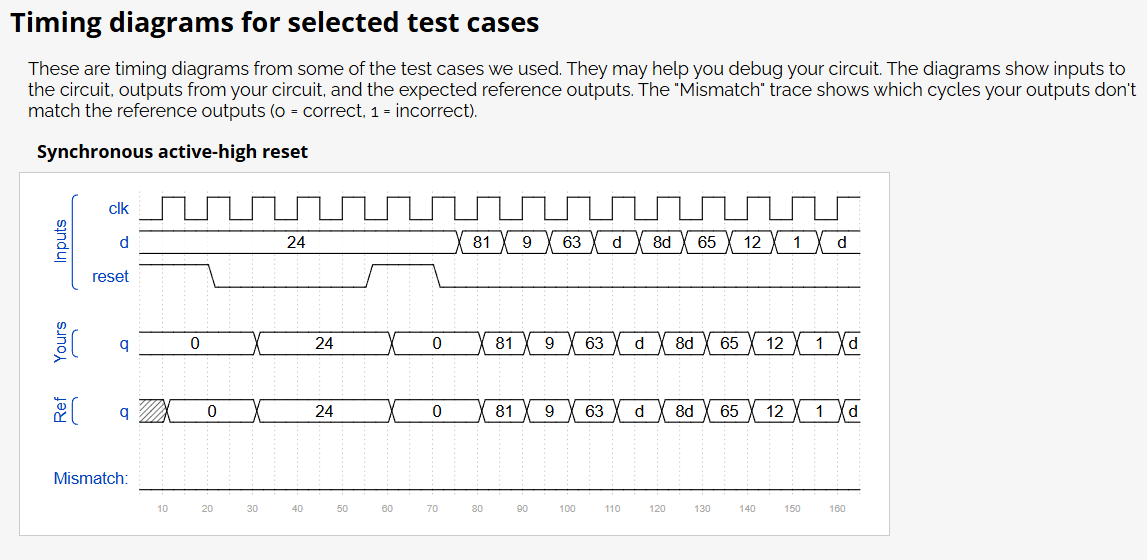 Timing diagrams for selected test cases
These are timing diagrams from some of the test cases we used. They may help you debug your circuit. The diagrams show inputs to
the circuit, outputs from your circuit, and the expected reference outputs. The "Mismatch" trace shows which cycles your outputs don't
match the reference outputs (0 = correct, 1 = incorrect).
Synchronous active-high reset
Inputs
clk
d 24 81 9 63 d 8d 65 12 1 d
reset
Yours
q 0 24 0 81 9 63 d 8d 65 12 1 d
Ref
q 0 24 0 81 9 63 d 8d 65 12 1 d
Mismatch:
10 20 30 40 50 60 70 80 90 100 110 120 130 140 150 160